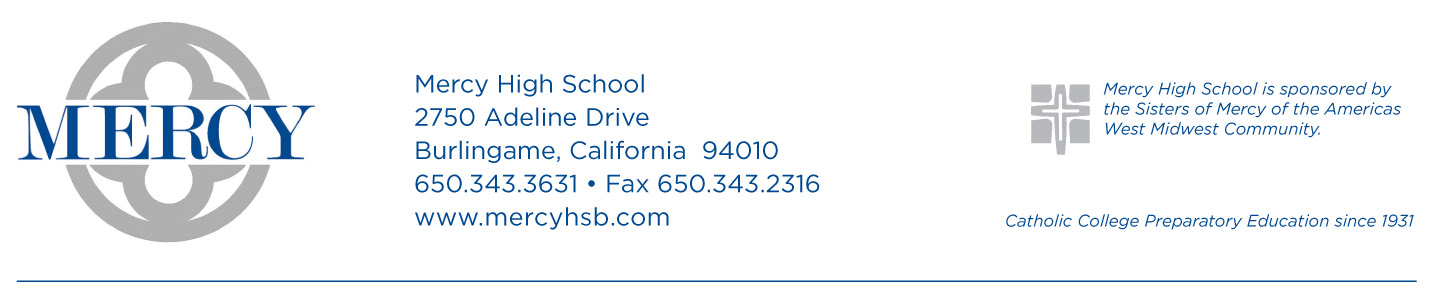 MERCY
Mercy High School
2750 Adeline Drive
Burlingame, California  94010
650.343.3631 • Fax 650.343.2316
www.mercyhsb.com
Mercy High School is sponsored by
the Sisters of Mercy of the Americas
West Midwest Community.
Catholic College Preparatory Education since 1931